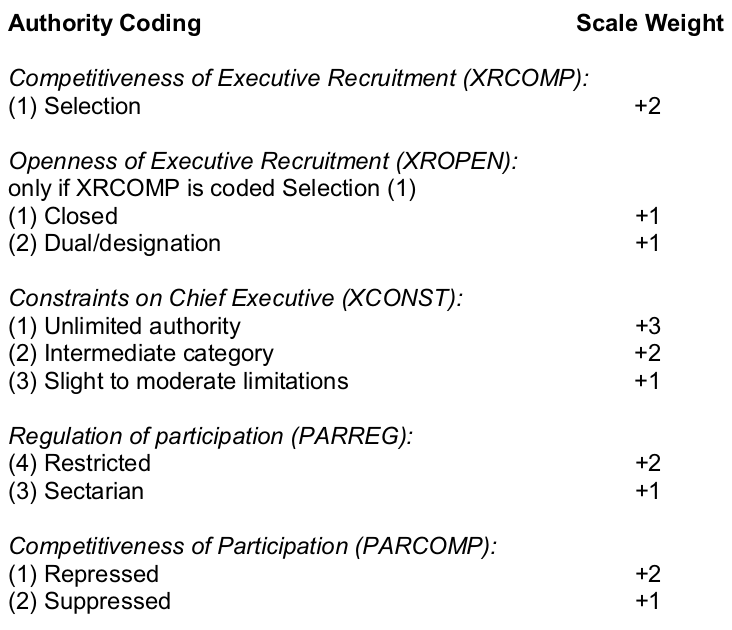 Authority Coding Scale Weight
Competitiveness of Executive Recruitment (XRCOMP):
(1) Selection +2
Openness of Executive Recruitment (XROPEN):
only if XRCOMP is coded Selection (1)
(1) Closed +1
(2) Dual/designation +1
Constraints on Chief Executive (XCONST):
(1) Unlimited authority +3
(2) Intermediate category +2
(3) Slight to moderate limitations +1
Regulation of participation (PARREG):
(4) Restricted +2
(3) Sectarian +1
Competitiveness of Participation (PARCOMP):
(1) Repressed +2
(2) Suppressed +1